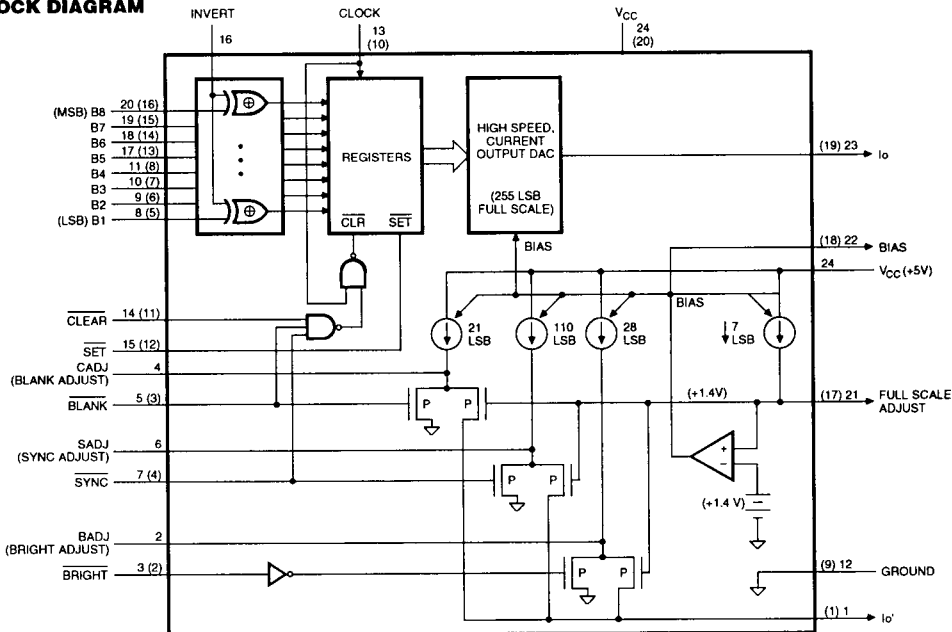 OCK DIAGRAM
INVERT
16
CLOCK
13
(10)
VCC
24
(20)
(MSB) B8 20 (16)
B7 19 (15)
B6 18 (14)
B5 17 (13)
B4 11 (8)
B3 10 (7)
B2 9 (6)
(LSB) B1 8 (5)
REGISTERS
CLR SET
HIGH SPEED,
CURRENT
OUTPUT DAC
(255 LSB
FULL SCALE)
(19) 23 Io
BIAS
(18) 22 BIAS
24 VCC (+5V)
BIAS
CLEAR 14 (11)
SET 15 (12)
21
LSB
110
LSB
28
LSB
7
LSB
CADJ
(BLANK ADJUST) 4
BLANK 5 (3)
P P
(+1.4V)
(17) 21 FULL SCALE
ADJUST
SADJ
(SYNC ADJUST) 6
SYNC 7 (4)
P P
+
−
(+1.4 V)
BADJ
(BRIGHT ADJUST) 2
BRIGHT 3 (2)
P P
(9) 12 GROUND
(1) 1 Io'